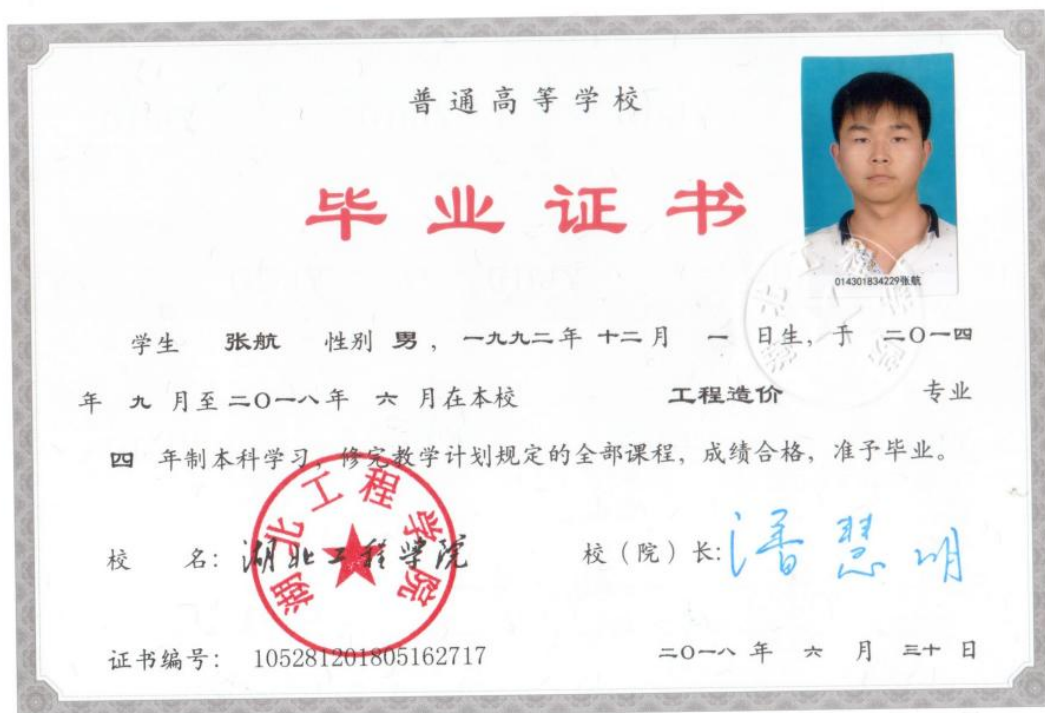 普通高等学校
毕业证书
014301834229张航
学生 张航 性别 男，一九九二年 十二月 一 日生，于 二〇一四
年 九 月至二〇一八年 六 月在本校 工程造价 专业
四 年制本科学习，修完教学计划规定的全部课程，成绩合格，准予毕业。
湖北工程学院
校 名：湖北工程学院 校（院）长：潘慧明
证书编号： 105281201805162717 二〇一八 年 六 月 三十 日